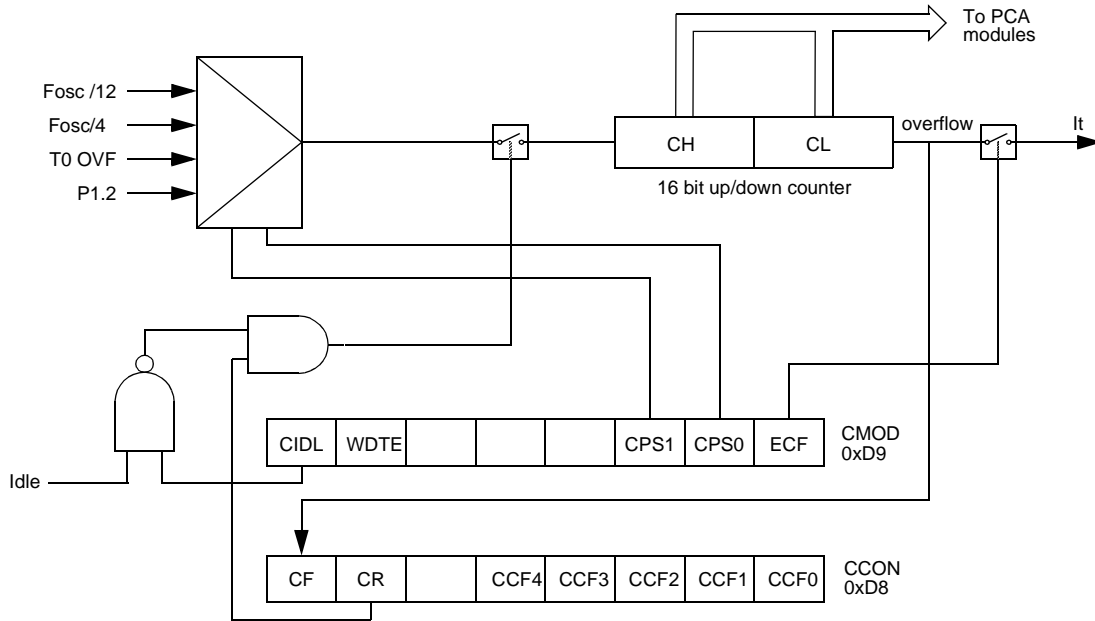 To PCA
modules
Fosc /12
Fosc/4
T0 OVF
P1.2
CH
CL
overflow
It
16 bit up/down counter
CIDL
WDTE
CPS1
CPS0
ECF
CMOD
0xD9
Idle
CF
CR
CCF4
CCF3
CCF2
CCF1
CCF0
CCON
0xD8